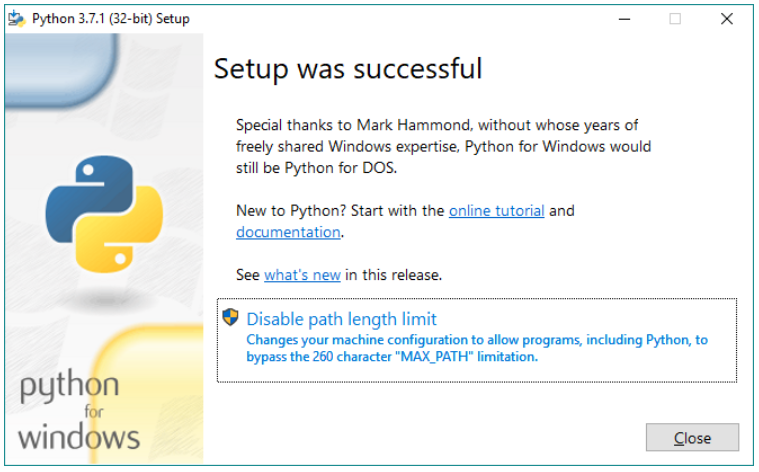 Python 3.7.1 (32-bit) Setup
Setup was successful
Special thanks to Mark Hammond, without whose years of
freely shared Windows expertise, Python for Windows would
still be Python for DOS.
New to Python? Start with the online tutorial and
documentation.
See what's new in this release.
Disable path length limit
Changes your machine configuration to allow programs, including Python, to
bypass the 260 character "MAX_PATH" limitation.
python
for
windows
Close